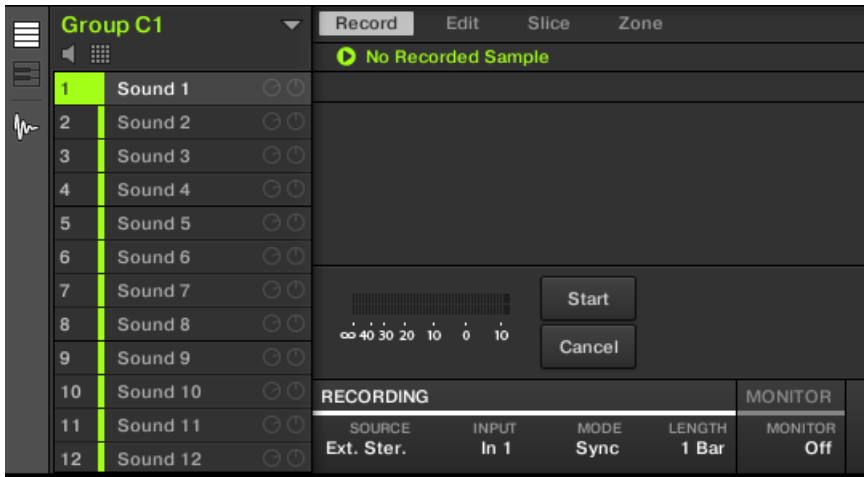 Group C1
Record Edit Slice Zone
No Recorded Sample
1 Sound 1
2 Sound 2
3 Sound 3
4 Sound 4
5 Sound 5
6 Sound 6
7 Sound 7
8 Sound 8
9 Sound 9
10 Sound 10
11 Sound 11
12 Sound 12
Start
∞ 40 30 20 10 0 10
Cancel
RECORDING MONITOR
SOURCE INPUT MODE LENGTH MONITOR
Ext. Ster. In 1 Sync 1 Bar Off